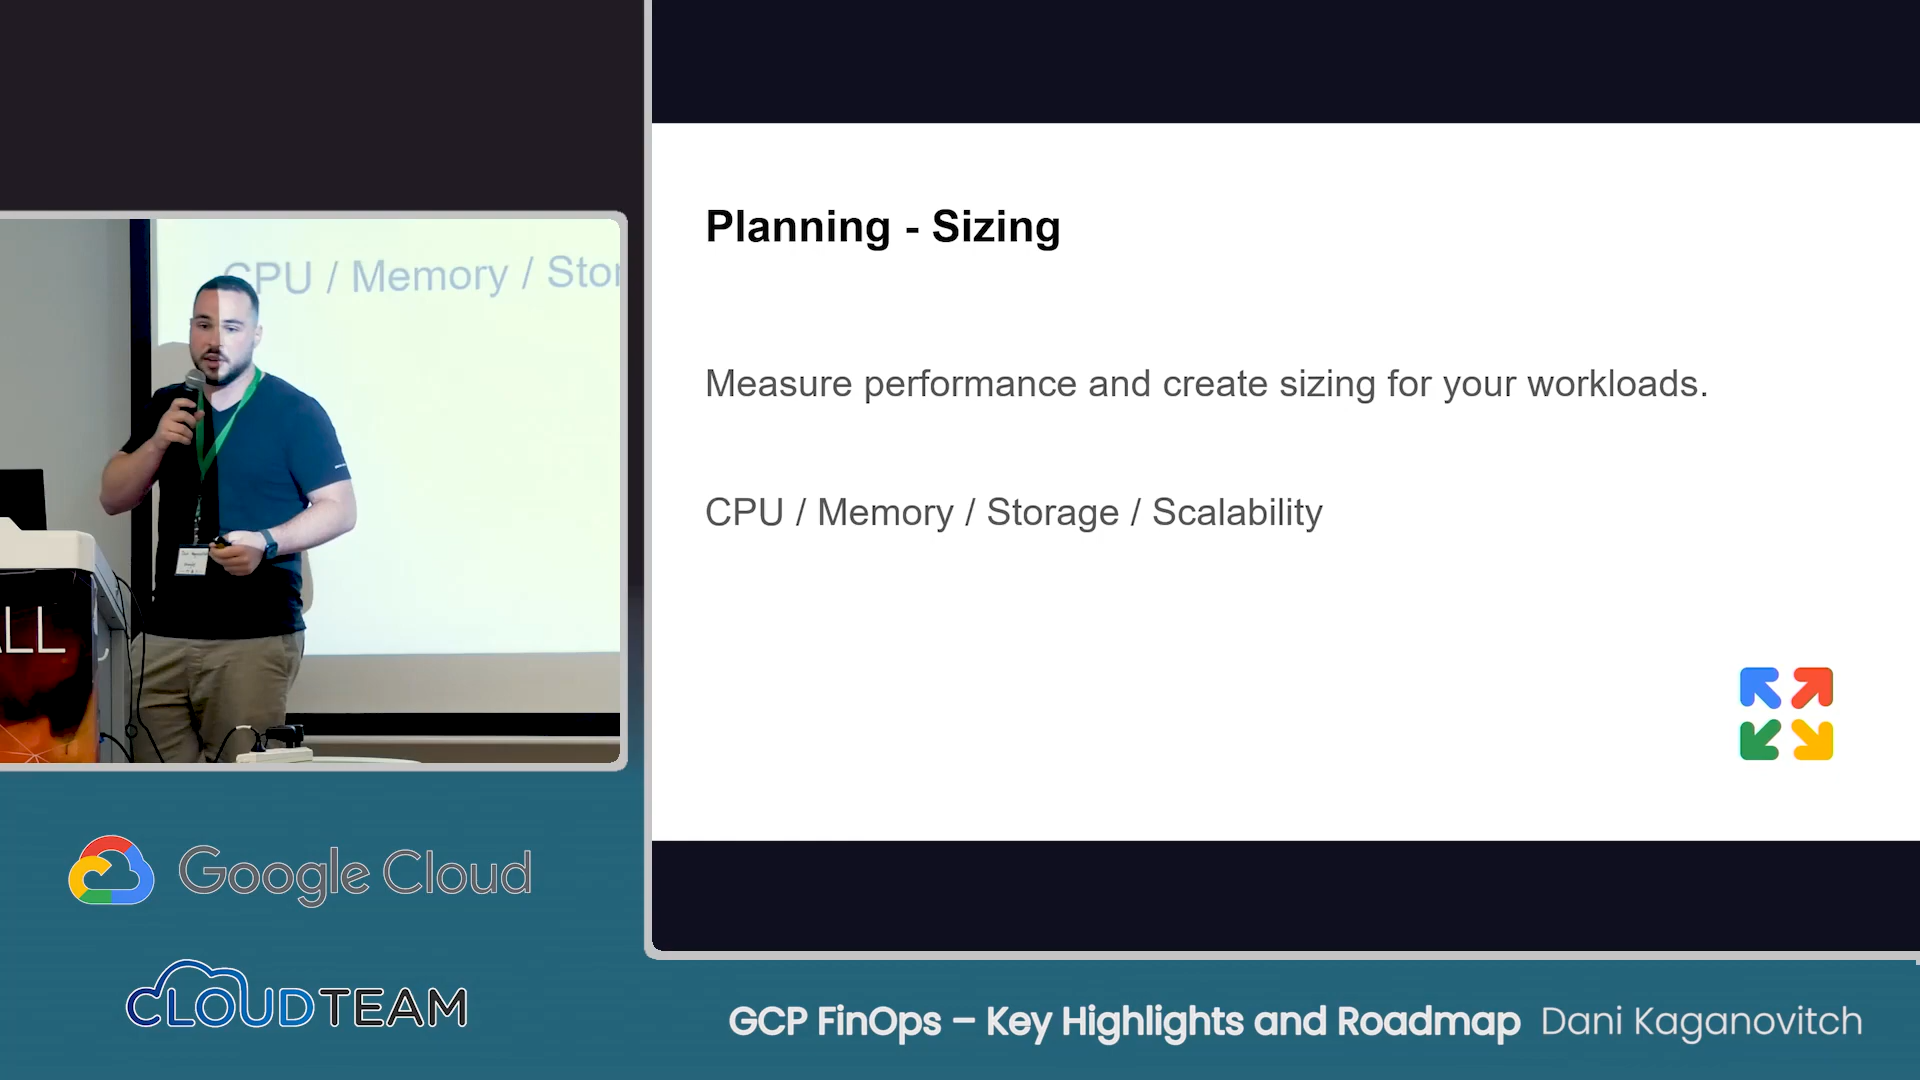 CPU / Memory / Stor
LL
Planning - Sizing
Measure performance and create sizing for your workloads.
CPU / Memory / Storage / Scalability
Google Cloud
CLOUDTEAM
GCP FinOps – Key Highlights and Roadmap Dani Kaganovitch